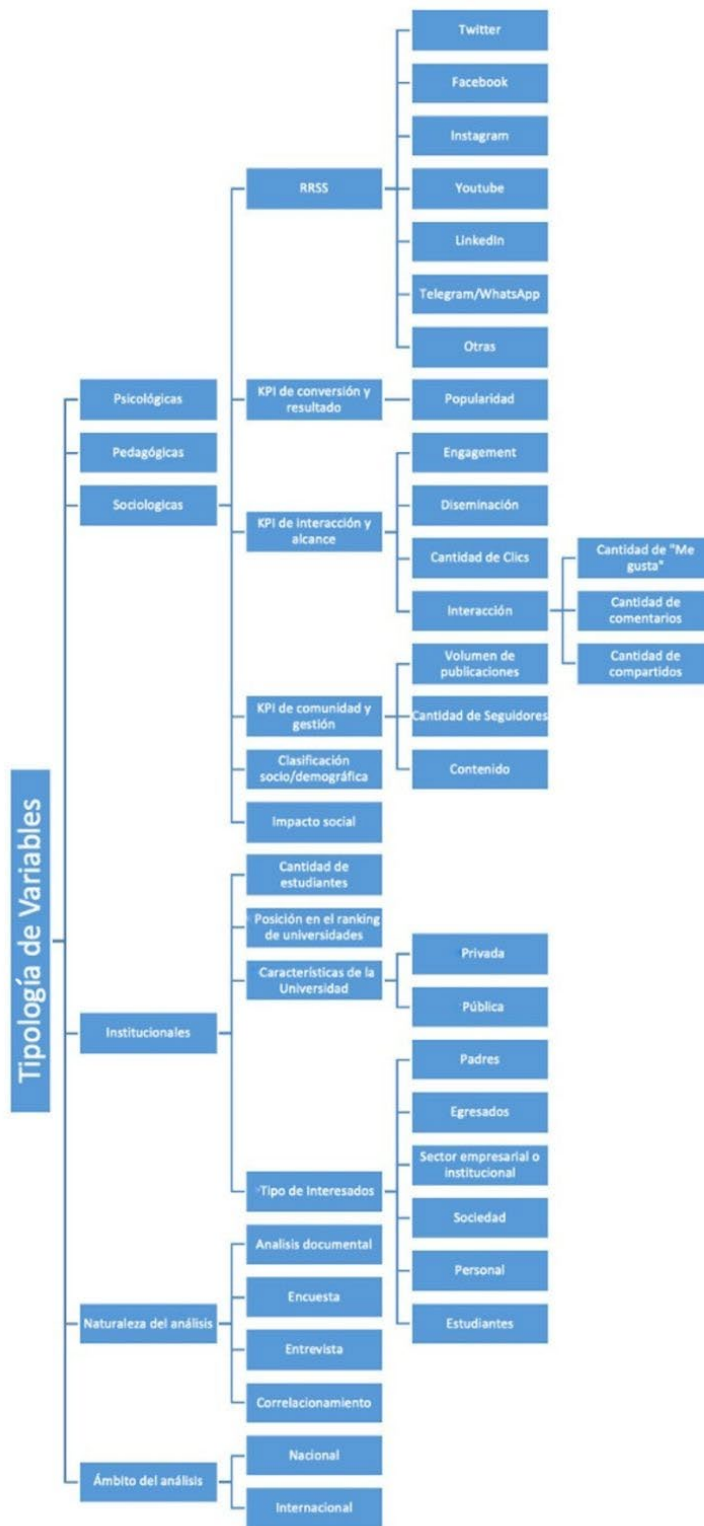 Tipología de Variables
Psicológicas
Pedagógicas
Sociologicas
RRSS
Twitter
Facebook
Instagram
Youtube
LinkedIn
Telegram/WhatsApp
Otras
KPI de conversión y
resultado
Popularidad
KPI de interacción y
alcance
Engagement
Diseminación
Cantidad de Clics
Interacción
Cantidad de "Me
gusta"
Cantidad de
comentarios
Cantidad de
compartidos
KPI de comunidad y
gestión
Volumen de
publicaciones
Cantidad de Seguidores
Contenido
Clasificación
socio/demográfica
Impacto social
Institucionales
Cantidad de
estudiantes
Posición en el ranking
de universidades
Características de la
Universidad
Privada
Pública
Tipo de Interesados
Padres
Egresados
Sector empresarial o
institucional
Sociedad
Personal
Estudiantes
Naturaleza del análisis
Analisis documental
Encuesta
Entrevista
Correlacionamiento
Ámbito del análisis
Nacional
Internacional